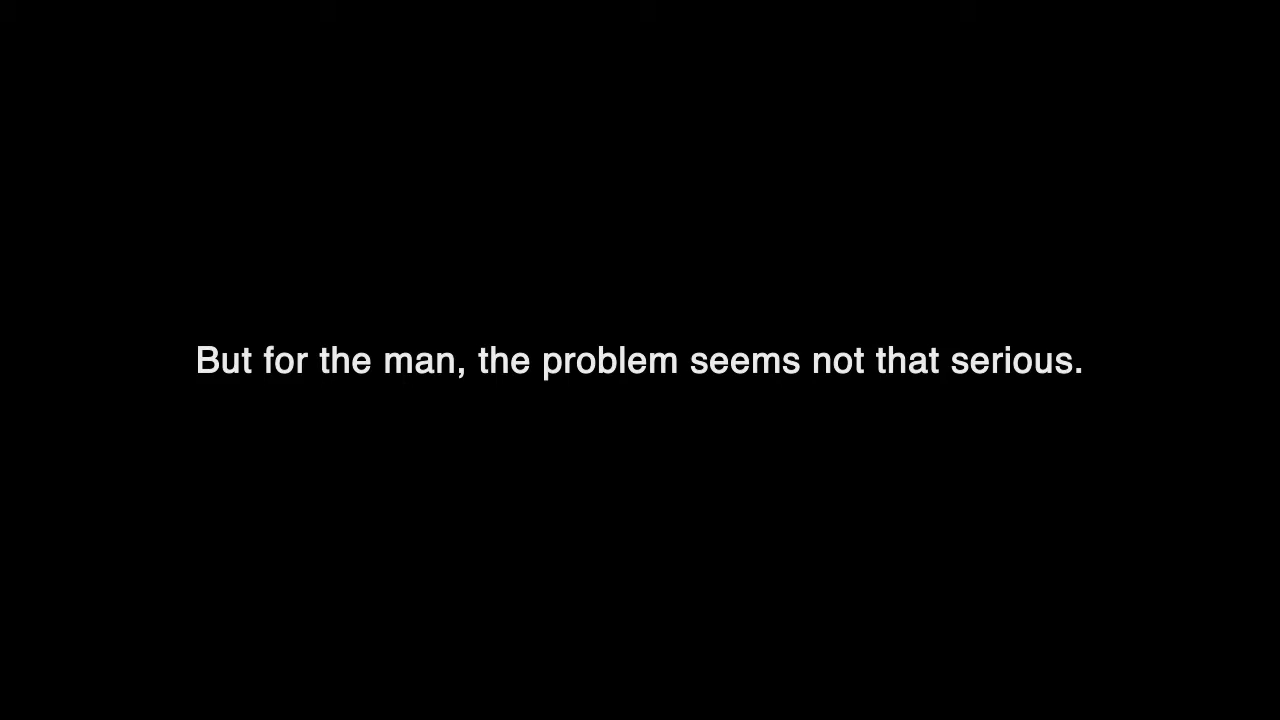 But for the man, the problem seems not that serious.